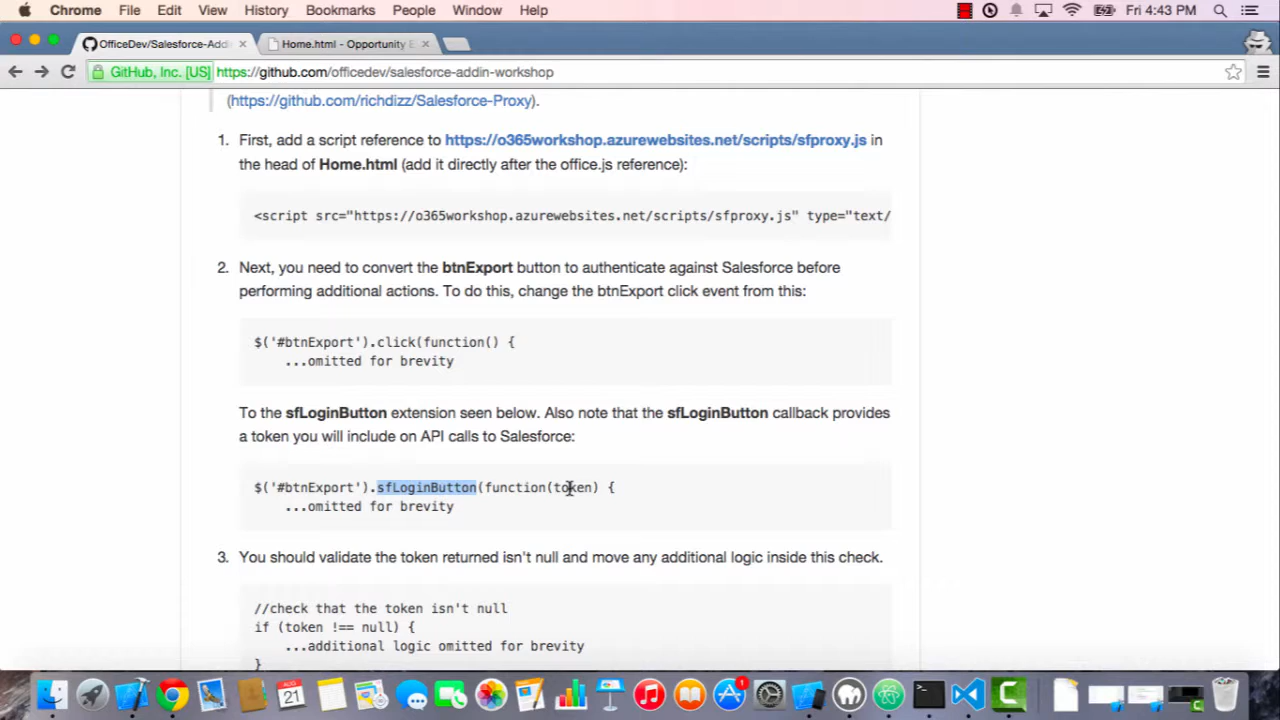 Chrome File Edit View History Bookmarks People Window Help Fri 4:43 PM
OfficeDev/Salesforce-Add Home.html - Opportunity E
GitHub, Inc. [US] https://github.com/officedev/salesforce-addin-workshop
(https://github.com/richdizz/Salesforce-Proxy).
1. First, add a script reference to https://o365workshop.azurewebsites.net/scripts/sfproxy.js in
the head of Home.html (add it directly after the office.js reference):
<script src="https://o365workshop.azurewebsites.net/scripts/sfproxy.js" type="text/
2. Next, you need to convert the btnExport button to authenticate against Salesforce before
performing additional actions. To do this, change the btnExport click event from this:
$('#btnExport').click(function() {
...omitted for brevity
To the sfLoginButton extension seen below. Also note that the sfLoginButton callback provides
a token you will include on API calls to Salesforce:
$('#btnExport').sfLoginButton(function(token) {
...omitted for brevity
3. You should validate the token returned isn't null and move any additional logic inside this check.
//check that the token isn't null
if (token !== null) {
...additional logic omitted for brevity
}
21
1